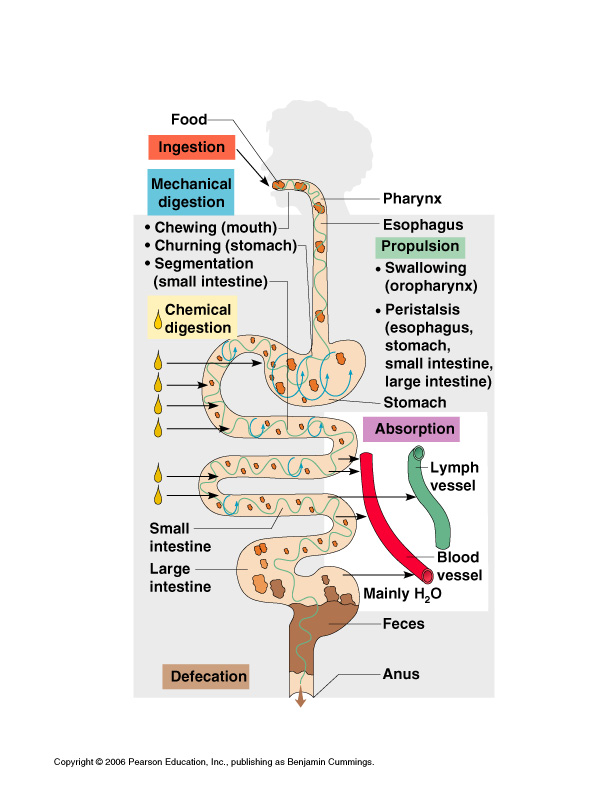 Food
Ingestion
Mechanical
digestion
• Chewing (mouth)
• Churning (stomach)
• Segmentation
(small intestine)
Chemical
digestion
Pharynx
Esophagus
Propulsion
• Swallowing
(oropharynx)
• Peristalsis
(esophagus,
stomach,
small intestine,
large intestine)
Stomach
Absorption
Lymph
vessel
Small
intestine
Large
intestine
Blood
vessel
Mainly H₂O
Feces
Defecation
Anus
Copyright © 2006 Pearson Education, Inc., publishing as Benjamin Cummings.